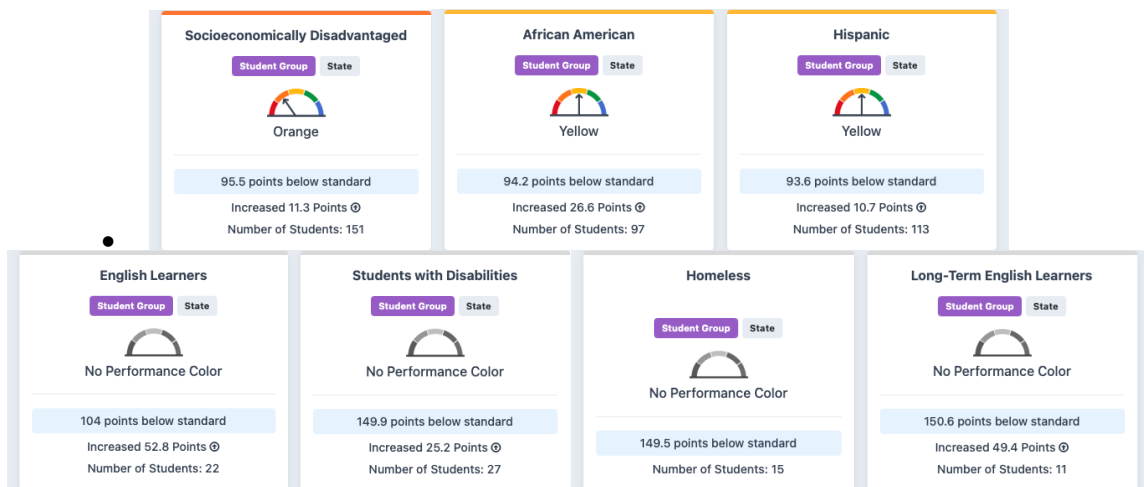 Socioeconomically Disadvantaged
Student Group State
Orange
95.5 points below standard
Increased 11.3 Points
Number of Students: 151
African American
Student Group State
Yellow
94.2 points below standard
Increased 26.6 Points
Number of Students: 97
Hispanic
Student Group State
Yellow
93.6 points below standard
Increased 10.7 Points
Number of Students: 113
English Learners
Student Group State
No Performance Color
104 points below standard
Increased 52.8 Points
Number of Students: 22
Students with Disabilities
Student Group State
No Performance Color
149.9 points below standard
Increased 25.2 Points
Number of Students: 27
Homeless
Student Group State
No Performance Color
149.5 points below standard
Number of Students: 15
Long-Term English Learners
Student Group State
No Performance Color
150.6 points below standard
Increased 49.4 Points
Number of Students: 11